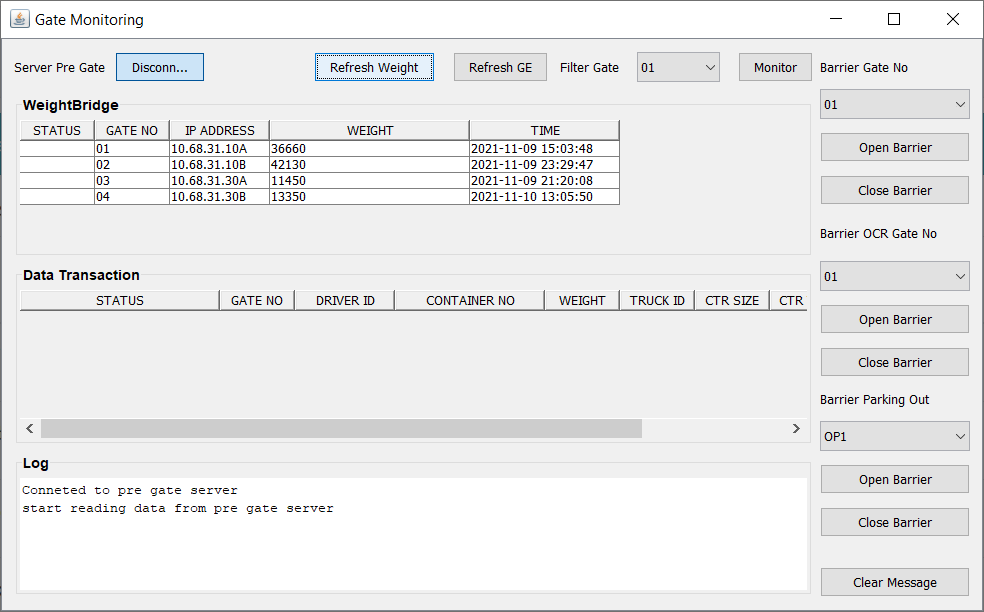 Gate Monitoring
Server Pre Gate Disconn... Refresh Weight Refresh GE Filter Gate 01 Monitor Barrier Gate No
01
Open Barrier
Close Barrier
Barrier OCR Gate No
01
Open Barrier
Close Barrier
Barrier Parking Out
OP1
Open Barrier
Close Barrier
Clear Message
WeightBridge
STATUS GATE NO IP ADDRESS WEIGHT TIME
01 10.68.31.10A 36660 2021-11-09 15:03:48
02 10.68.31.10B 42130 2021-11-09 23:29:47
03 10.68.31.30A 11450 2021-11-09 21:20:08
04 10.68.31.30B 13350 2021-11-10 13:05:50
Data Transaction
STATUS GATE NO DRIVER ID CONTAINER NO WEIGHT TRUCK ID CTR SIZE CTR
Log
Conneted to pre gate server
start reading data from pre gate server